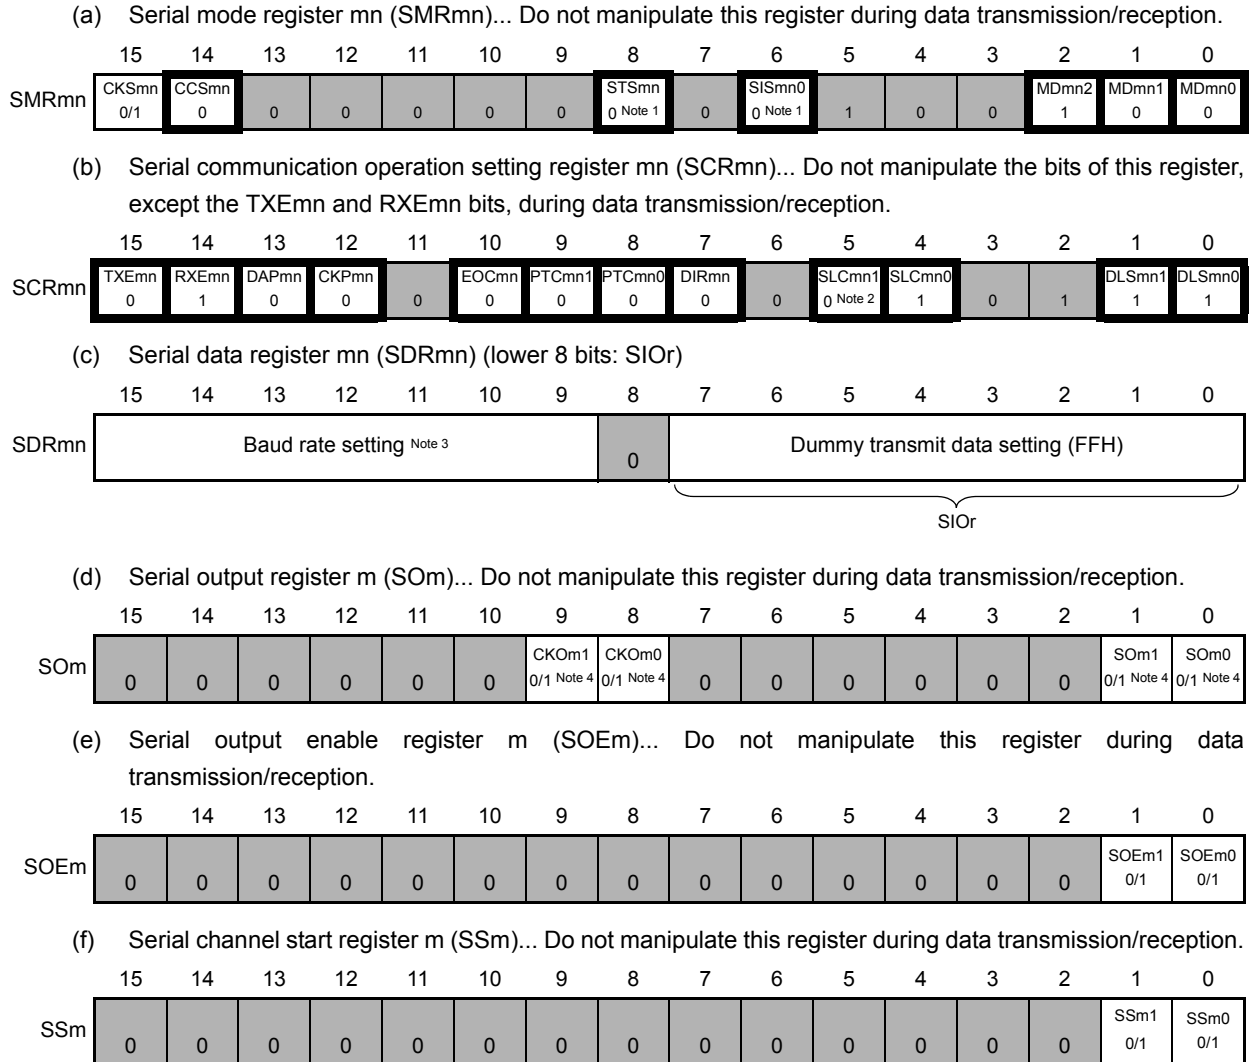 (a) Serial mode register mn (SMRmn)... Do not manipulate this register during data transmission/reception.
15 14 13 12 11 10 9 8 7 6 5 4 3 2 1 0
CKSmn CCSmn STSmn SISmn0 MDmn2 MDmn1 MDmn0
SMRmn 0/1 0 0 0 0 0 0 0 Note 1 0 0 Note 1 1 0 0 1 0 0
(b) Serial communication operation setting register mn (SCRmn)... Do not manipulate the bits of this register,
except the TXEmn and RXEmn bits, during data transmission/reception.
15 14 13 12 11 10 9 8 7 6 5 4 3 2 1 0
TXEmn RXEmn DAPmn CKPmn EOCmn PTCmn1 PTCmn0 DIRmn SLCmn1 SLCmn0 DLSmn1 DLSmn0
SCRmn 0 1 0 0 0 0 0 0 0 0 0 Note 2 1 0 1 1 1
(c) Serial data register mn (SDRmn) (lower 8 bits: SIOr)
15 14 13 12 11 10 9 8 7 6 5 4 3 2 1 0
SDRmn Baud rate setting Note 3 0 Dummy transmit data setting (FFH)
SIOr
(d) Serial output register m (SOm)... Do not manipulate this register during data transmission/reception.
15 14 13 12 11 10 9 8 7 6 5 4 3 2 1 0
CKOm1 CKOm0 SOm1 SOm0
SOm 0 0 0 0 0 0 0/1 Note 4 0/1 Note 4 0 0 0 0 0 0 0/1 Note 4 0/1 Note 4
(e) Serial output enable register m (SOEm)... Do not manipulate this register during data
transmission/reception.
15 14 13 12 11 10 9 8 7 6 5 4 3 2 1 0
SOEm1 SOEm0
SOEm 0 0 0 0 0 0 0 0 0 0 0 0 0 0 0/1 0/1
(f) Serial channel start register m (SSm)... Do not manipulate this register during data transmission/reception.
15 14 13 12 11 10 9 8 7 6 5 4 3 2 1 0
SSm1 SSm0
SSm 0 0 0 0 0 0 0 0 0 0 0 0 0 0 0/1 0/1